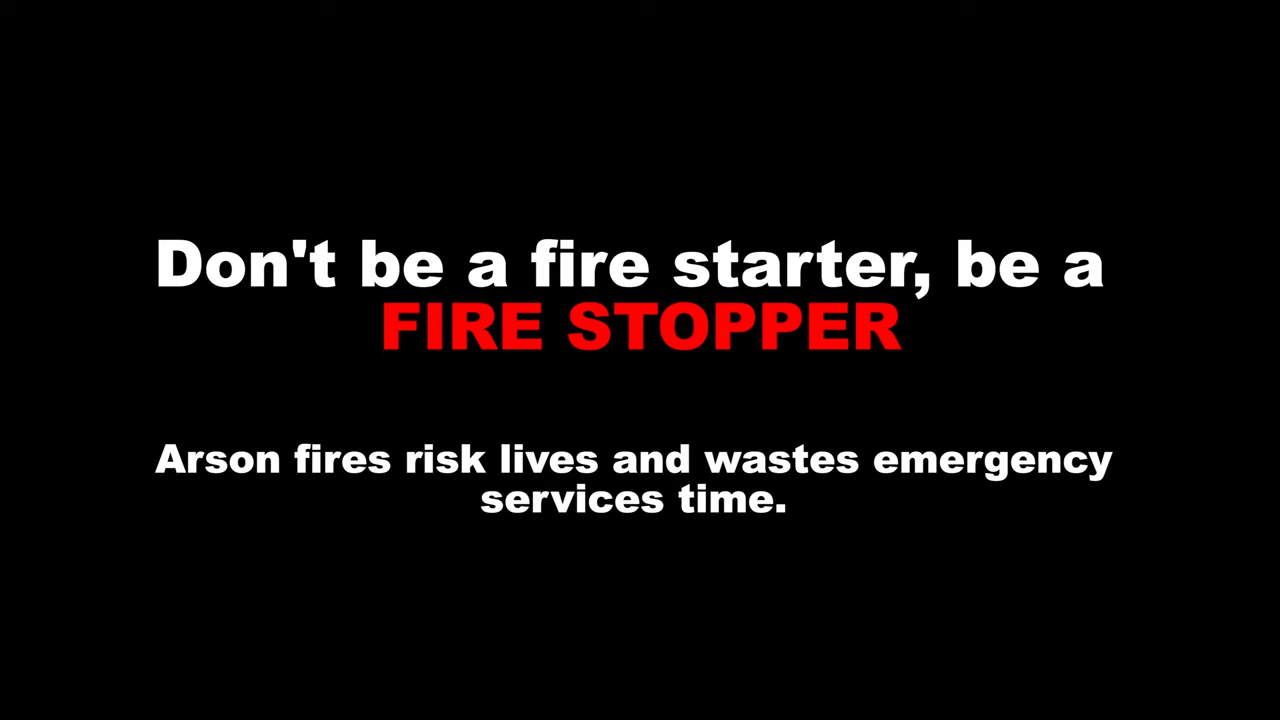 Don't be a fire starter, be a
FIRE STOPPER
Arson fires risk lives and wastes emergency
services time.